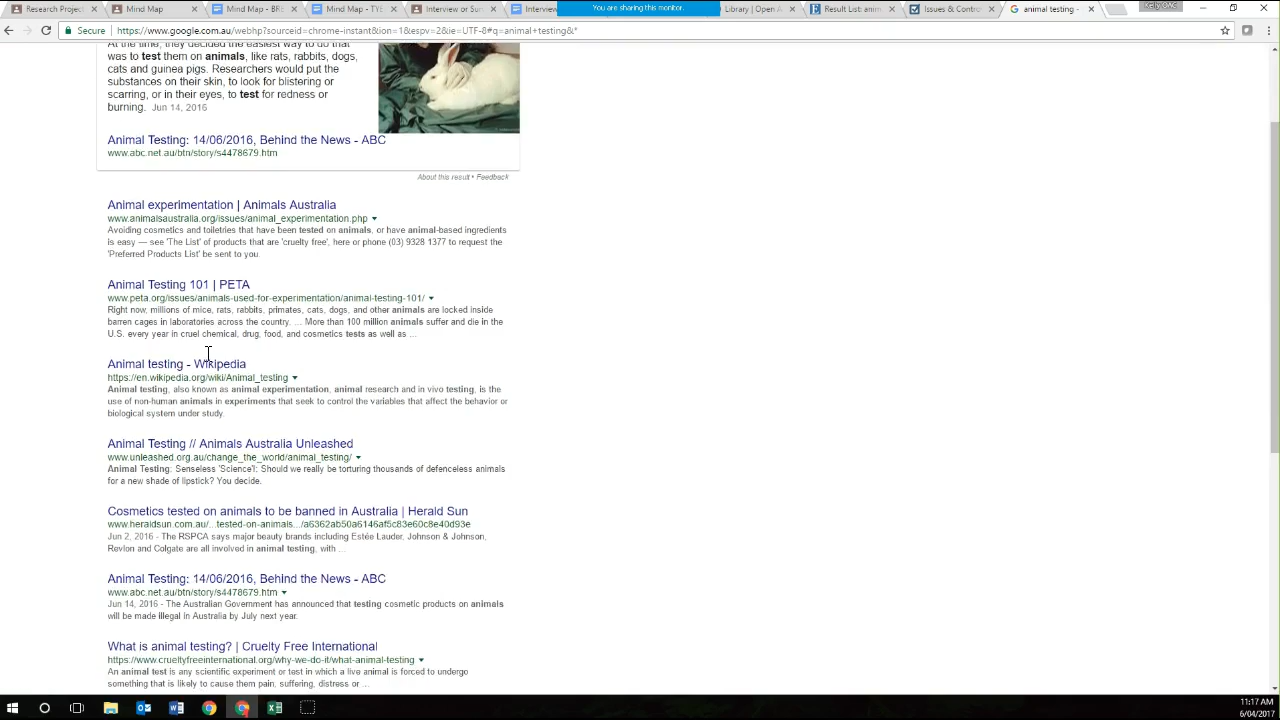 Research Project
Mind Map
Mind Map - BRE
Mind Map - TYE
Interview or Sur
Interview
You are sharing this monitor.
Library | Open A
Result List: anim
Issues & Contro
animal testing -
Kelly OAC
Secure
https://www.google.com.au/webhp?sourceid=chrome-instant&ion=1&espv=2&ie=UTF-8#q=animal+testing&*
At the time, they decided the easiest way to do that
was to test them on animals, like rats, rabbits, dogs,
cats and guinea pigs. Researchers would put the
substances on their skin, to look for blistering or
scarring, or in their eyes, to test for redness or
burning. Jun 14, 2016
Animal Testing: 14/06/2016, Behind the News - ABC
www.abc.net.au/btn/story/s4478679.htm
About this result • Feedback
Animal experimentation | Animals Australia
www.animalsaustralia.org/issues/animal_experimentation.php
Avoiding cosmetics and toiletries that have been tested on animals, or have animal-based ingredients
is easy — see 'The List' of products that are 'cruelty free', here or phone (03) 9328 1377 to request the
'Preferred Products List' be sent to you.
Animal Testing 101 | PETA
www.peta.org/issues/animals-used-for-experimentation/animal-testing-101/
Right now, millions of mice, rats, rabbits, primates, cats, dogs, and other animals are locked inside
barren cages in laboratories across the country. ... More than 100 million animals suffer and die in the
U.S. every year in cruel chemical, drug, food, and cosmetics tests as well as ...
Animal testing - Wikipedia
https://en.wikipedia.org/wiki/Animal_testing
Animal testing, also known as animal experimentation, animal research and in vivo testing, is the
use of non-human animals in experiments that seek to control the variables that affect the behavior or
biological system under study.
Animal Testing // Animals Australia Unleashed
www.unleashed.org.au/change_the_world/animal_testing/
Animal Testing: Senseless 'Science'!: Should we really be torturing thousands of defenceless animals
for a new shade of lipstick? You decide.
Cosmetics tested on animals to be banned in Australia | Herald Sun
www.heraldsun.com.au/...tested-on-animals.../a6362ab50a6146af5c83e60c8e40d93e
Jun 2, 2016 - The RSPCA says major beauty brands including Estée Lauder, Johnson & Johnson,
Revlon and Colgate are all involved in animal testing, with ...
Animal Testing: 14/06/2016, Behind the News - ABC
www.abc.net.au/btn/story/s4478679.htm
Jun 14, 2016 - The Australian Government has announced that testing cosmetic products on animals
will be made illegal in Australia by July next year.
What is animal testing? | Cruelty Free International
https://www.crueltyfreeinternational.org/why-we-do-it/what-animal-testing
An animal test is any scientific experiment or test in which a live animal is forced to undergo
something that is likely to cause them pain, suffering, distress or ...
11:17 AM
6/04/2017